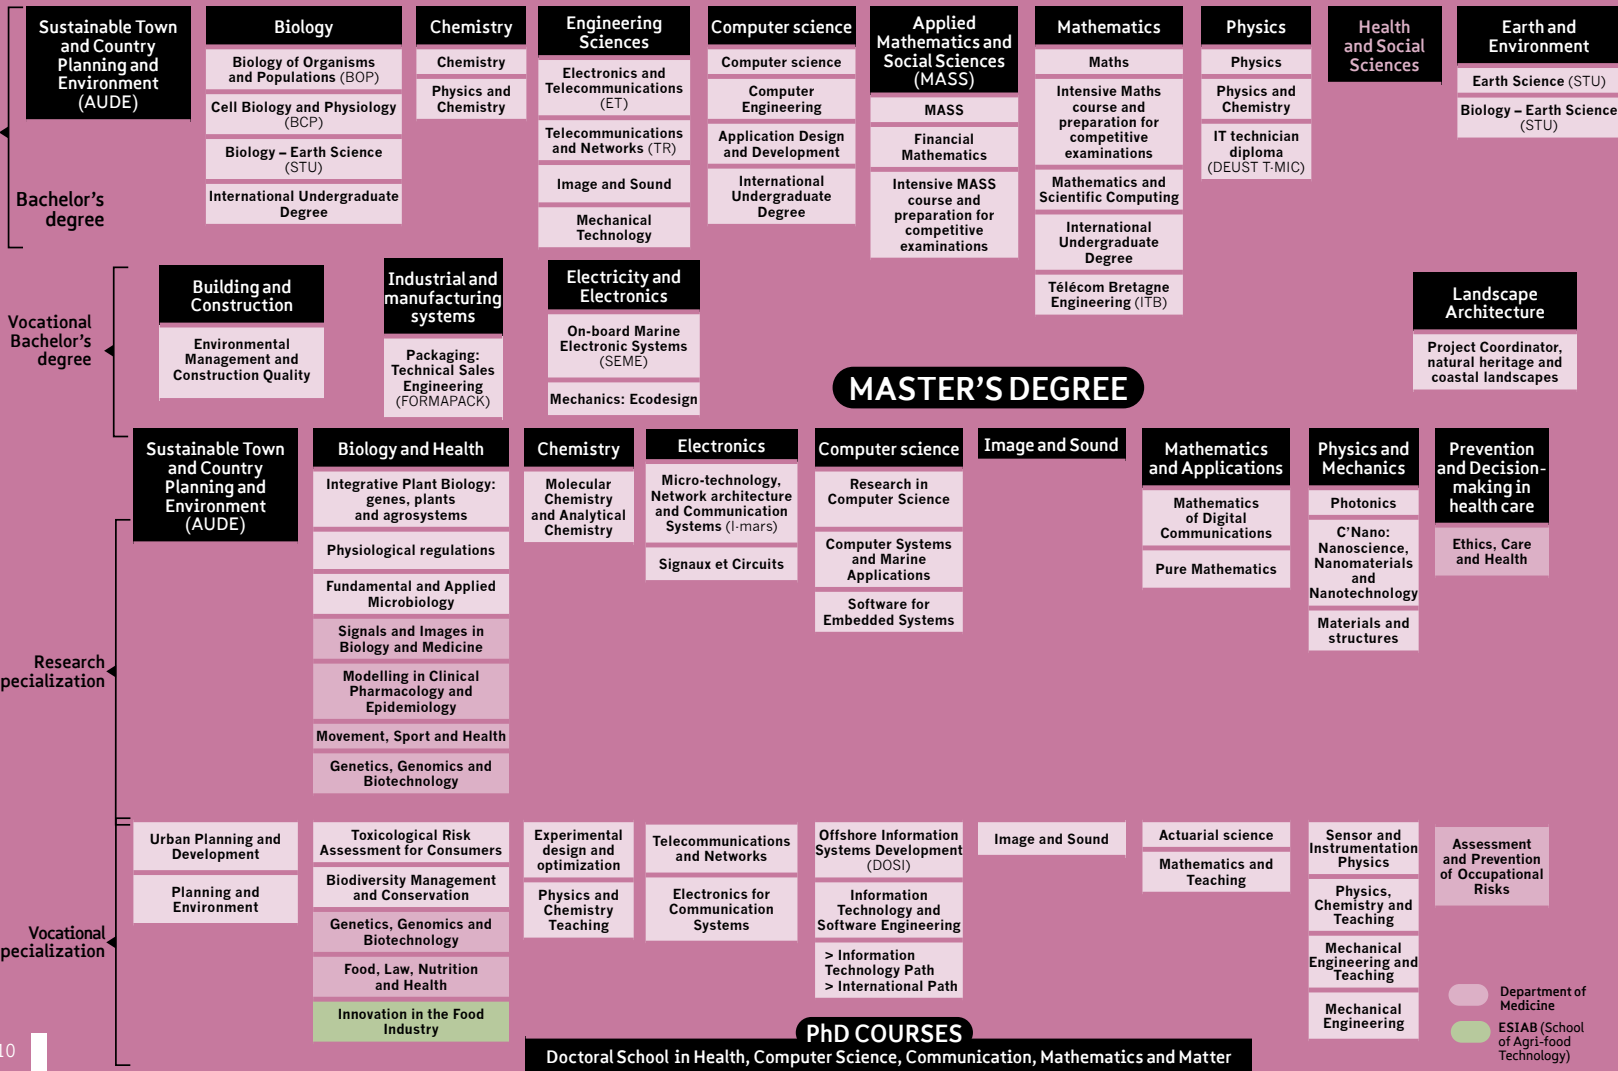 Sustainable Town
and Country
Planning and
Environment
(AUDE)
Biology
Biology of Organisms
and Populations (BOP)
Cell Biology and Physiology
(BCP)
Biology – Earth Science
(STU)
International Undergraduate
Degree
Chemistry
Chemistry
Physics and
Chemistry
Engineering
Sciences
Electronics and
Telecommunications
(ET)
Telecommunications
and Networks (TR)
Image and Sound
Mechanical
Technology
Computer science
Computer science
Computer
Engineering
Application Design
and Development
International
Undergraduate
Degree
Applied
Mathematics and
Social Sciences
(MASS)
MASS
Financial
Mathematics
Intensive MASS
course and
preparation for
competitive
examinations
Mathematics
Maths
Intensive Maths
course and
preparation for
competitive
examinations
Mathematics and
Scientific Computing
International
Undergraduate
Degree
Télécom Bretagne
Engineering (ITB)
Physics
Physics
Physics and
Chemistry
IT technician
diploma
(DEUST T-MIC)
Health
and Social
Sciences
Earth and
Environment
Earth Science (STU)
Biology – Earth Science
(STU)
Bachelor's
degree
Vocational
Bachelor's
degree
Building and
Construction
Environmental
Management and
Construction Quality
Industrial and
manufacturing
systems
Packaging:
Technical Sales
Engineering
(FORMAPACK)
Electricity and
Electronics
On-board Marine
Electronic Systems
(SEME)
Mechanics: Ecodesign
Landscape
Architecture
Project Coordinator,
natural heritage and
coastal landscapes
MASTER'S DEGREE
Sustainable Town
and Country
Planning and
Environment
(AUDE)
Biology and Health
Integrative Plant Biology:
genes, plants
and agrosystems
Physiological regulations
Fundamental and Applied
Microbiology
Signals and Images in
Biology and Medicine
Modelling in Clinical
Pharmacology and
Epidemiology
Movement, Sport and Health
Genetics, Genomics and
Biotechnology
Chemistry
Molecular
Chemistry
and Analytical
Chemistry
Electronics
Micro-technology,
Network architecture
and Communication
Systems (I-mars)
Signaux et Circuits
Computer science
Research in
Computer Science
Computer Systems
and Marine
Applications
Software for
Embedded Systems
Image and Sound
Mathematics
and Applications
Mathematics
of Digital
Communications
Pure Mathematics
Physics and
Mechanics
Photonics
C'Nano:
Nanoscience,
Nanomaterials
and
Nanotechnology
Materials and
structures
Prevention
and Decision-
making in
health care
Ethics, Care
and Health
Research
pecialization
Vocational
pecialization
Urban Planning and
Development
Planning and
Environment
Toxicological Risk
Assessment for Consumers
Biodiversity Management
and Conservation
Genetics, Genomics and
Biotechnology
Food, Law, Nutrition
and Health
Innovation in the Food
Industry
Experimental
design and
optimization
Physics and
Chemistry
Teaching
Telecommunications
and Networks
Electronics for
Communication
Systems
Offshore Information
Systems Development
(DOSI)
Information
Technology and
Software Engineering
> Information
Technology Path
> International Path
Image and Sound
Actuarial science
Mathematics and
Teaching
Sensor and
Instrumentation
Physics
Physics,
Chemistry and
Teaching
Mechanical
Engineering and
Teaching
Mechanical
Engineering
Assessment
and Prevention
of Occupational
Risks
Department of
Medicine
ESIAB (School
of Agri-food
Technology)
PhD COURSES
Doctoral School in Health, Computer Science, Communication, Mathematics and Matter
10